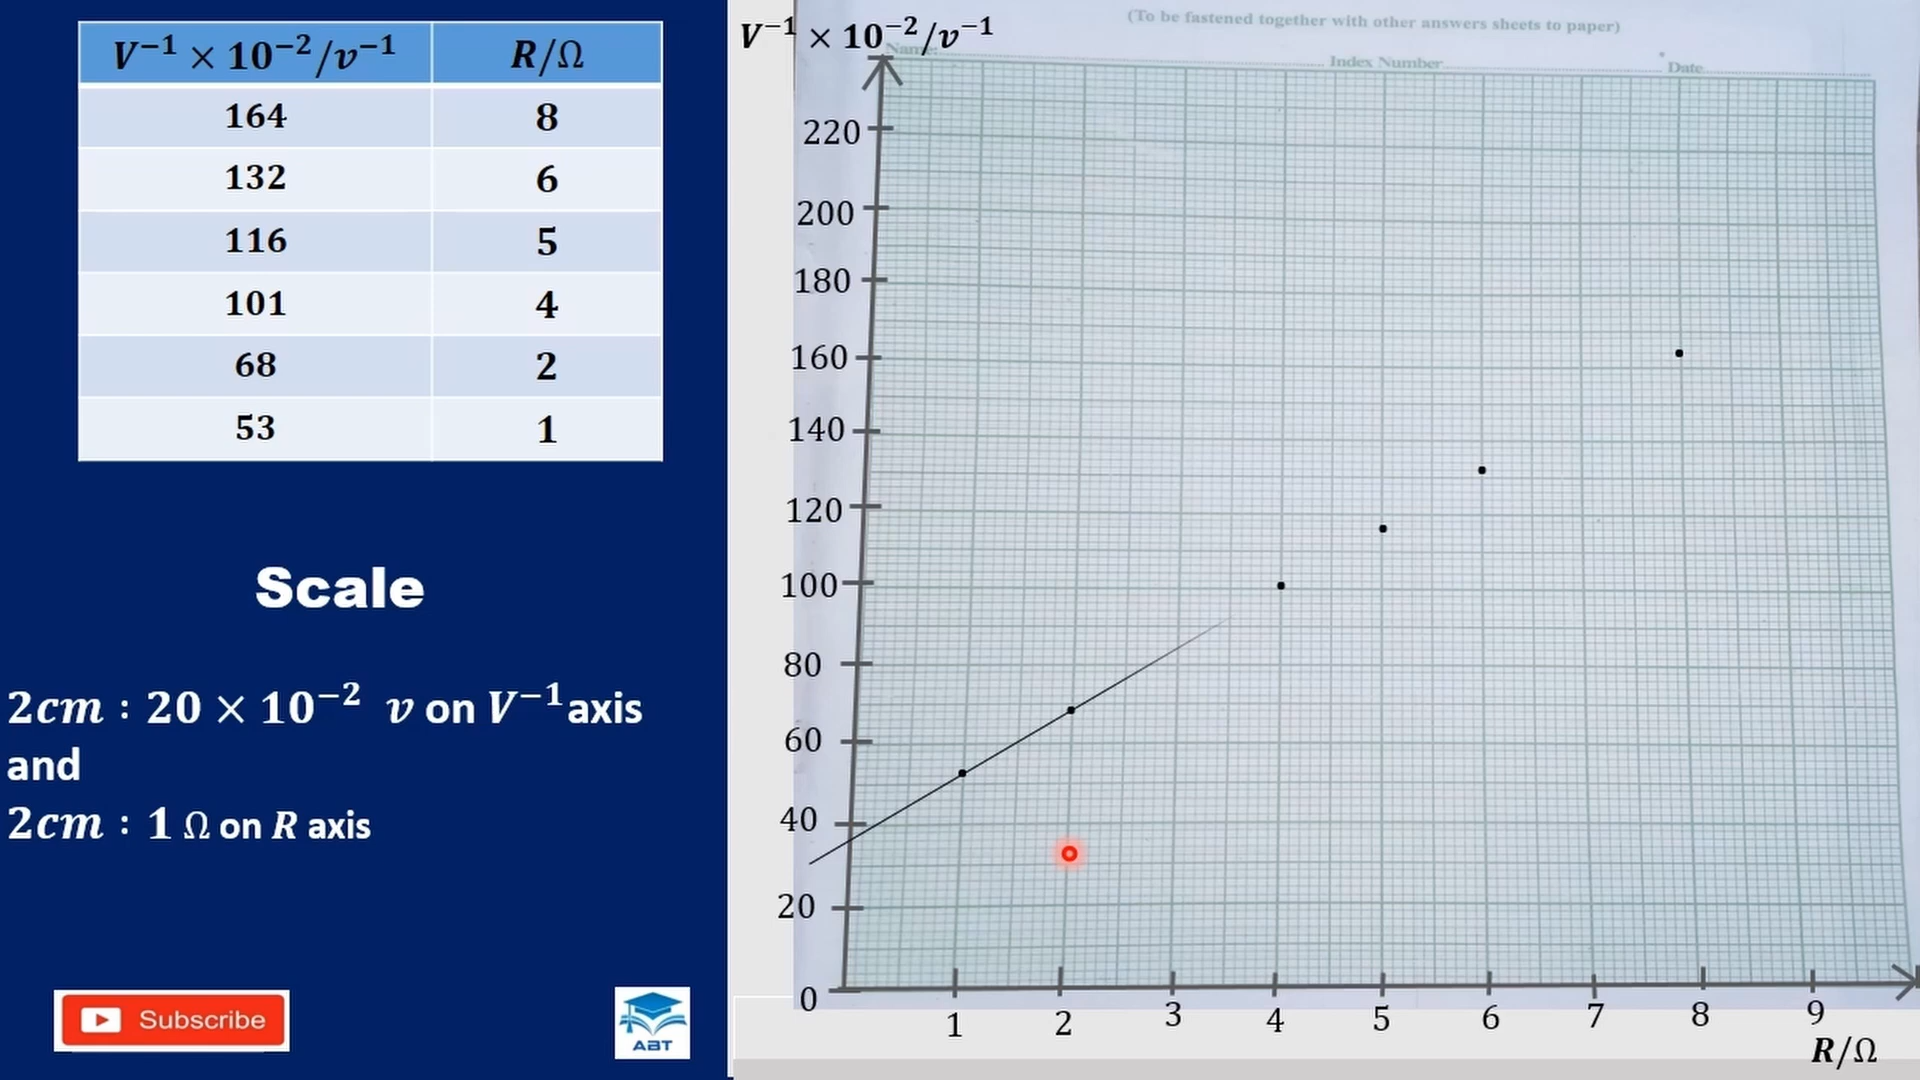 V⁻¹ × 10⁻²/v⁻¹ R/Ω
164 8
132 6
116 5
101 4
68 2
53 1
Scale
2cm : 20 × 10⁻² v on V⁻¹ axis
and
2cm : 1 Ω on R axis
Subscribe
ABT
V⁻¹ × 10⁻²/v⁻¹
(To be fastened together with other answers sheets to paper)
Name: Index Number Date
220
200
180
160
140
120
100
80
60
40
20
0
1 2 3 4 5 6 7 8 9
R/Ω